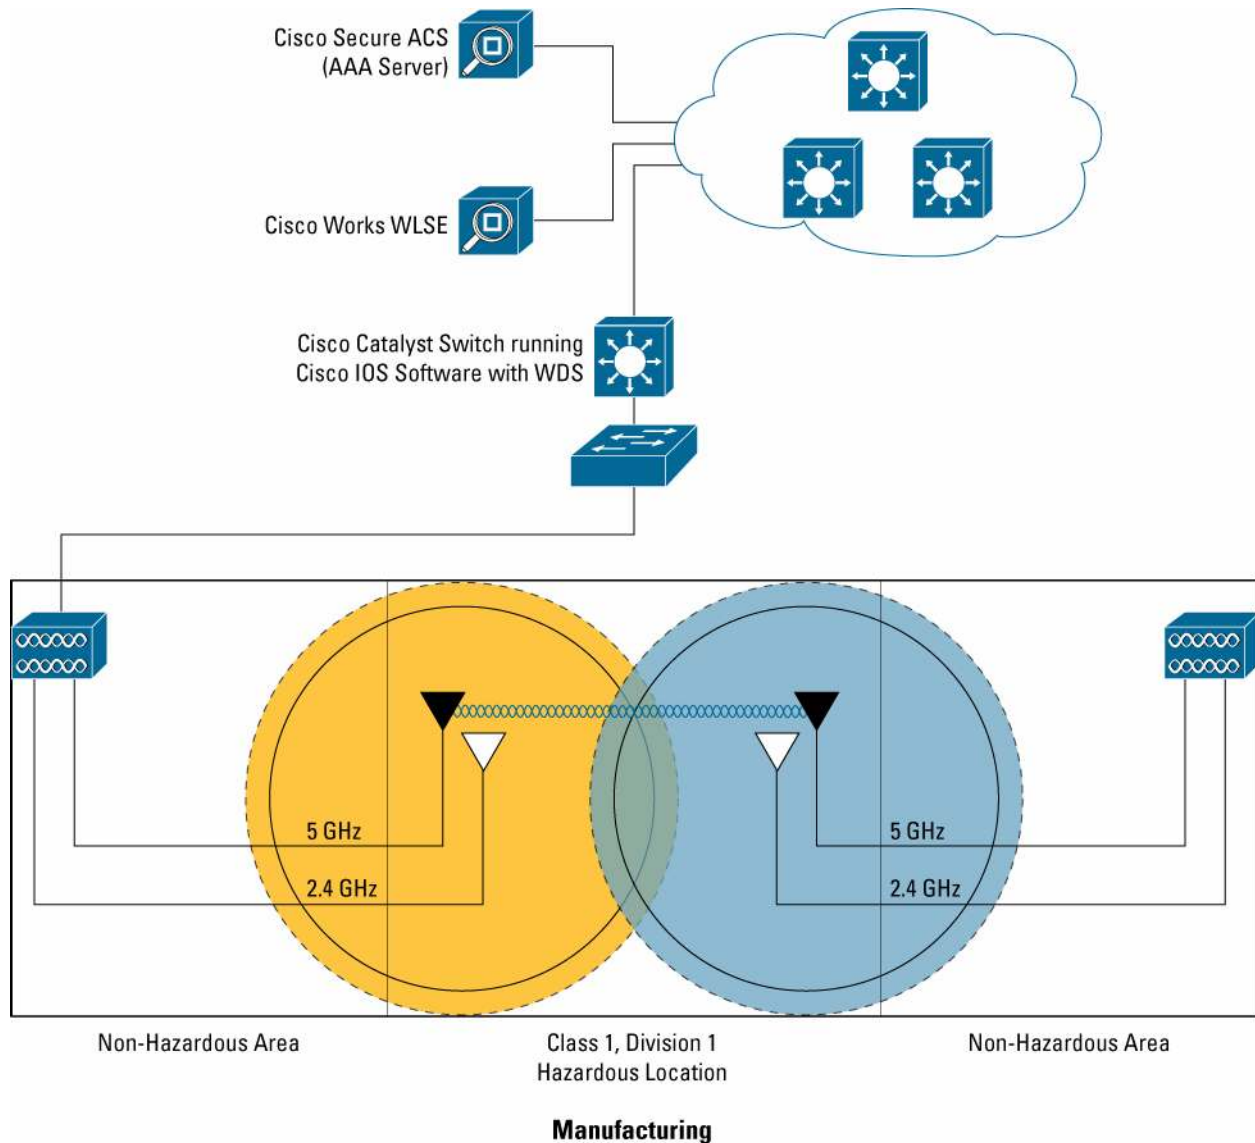 Cisco Secure ACS
(AAA Server)
Cisco Works WLSE
Cisco Catalyst Switch running
Cisco IOS Software with WDS
5 GHz
5 GHz
2.4 GHz
2.4 GHz
Non-Hazardous Area
Class 1, Division 1
Hazardous Location
Non-Hazardous Area
Manufacturing